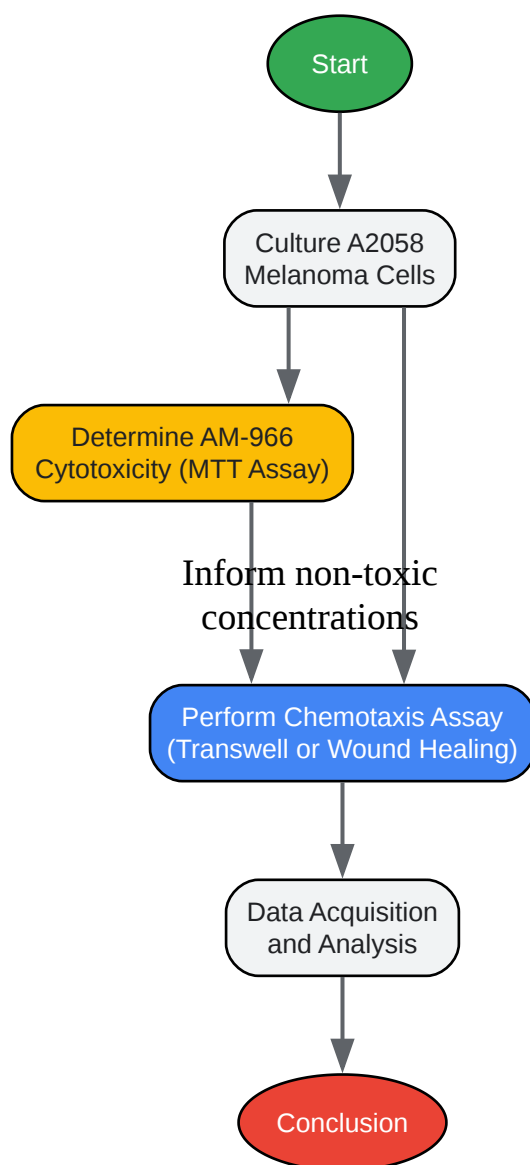 Start
Culture A2058
Melanoma Cells
Determine AM-966
Cytotoxicity (MTT Assay)
Inform non-toxic
concentrations
Perform Chemotaxis Assay
(Transwell or Wound Healing)
Data Acquisition
and Analysis
Conclusion